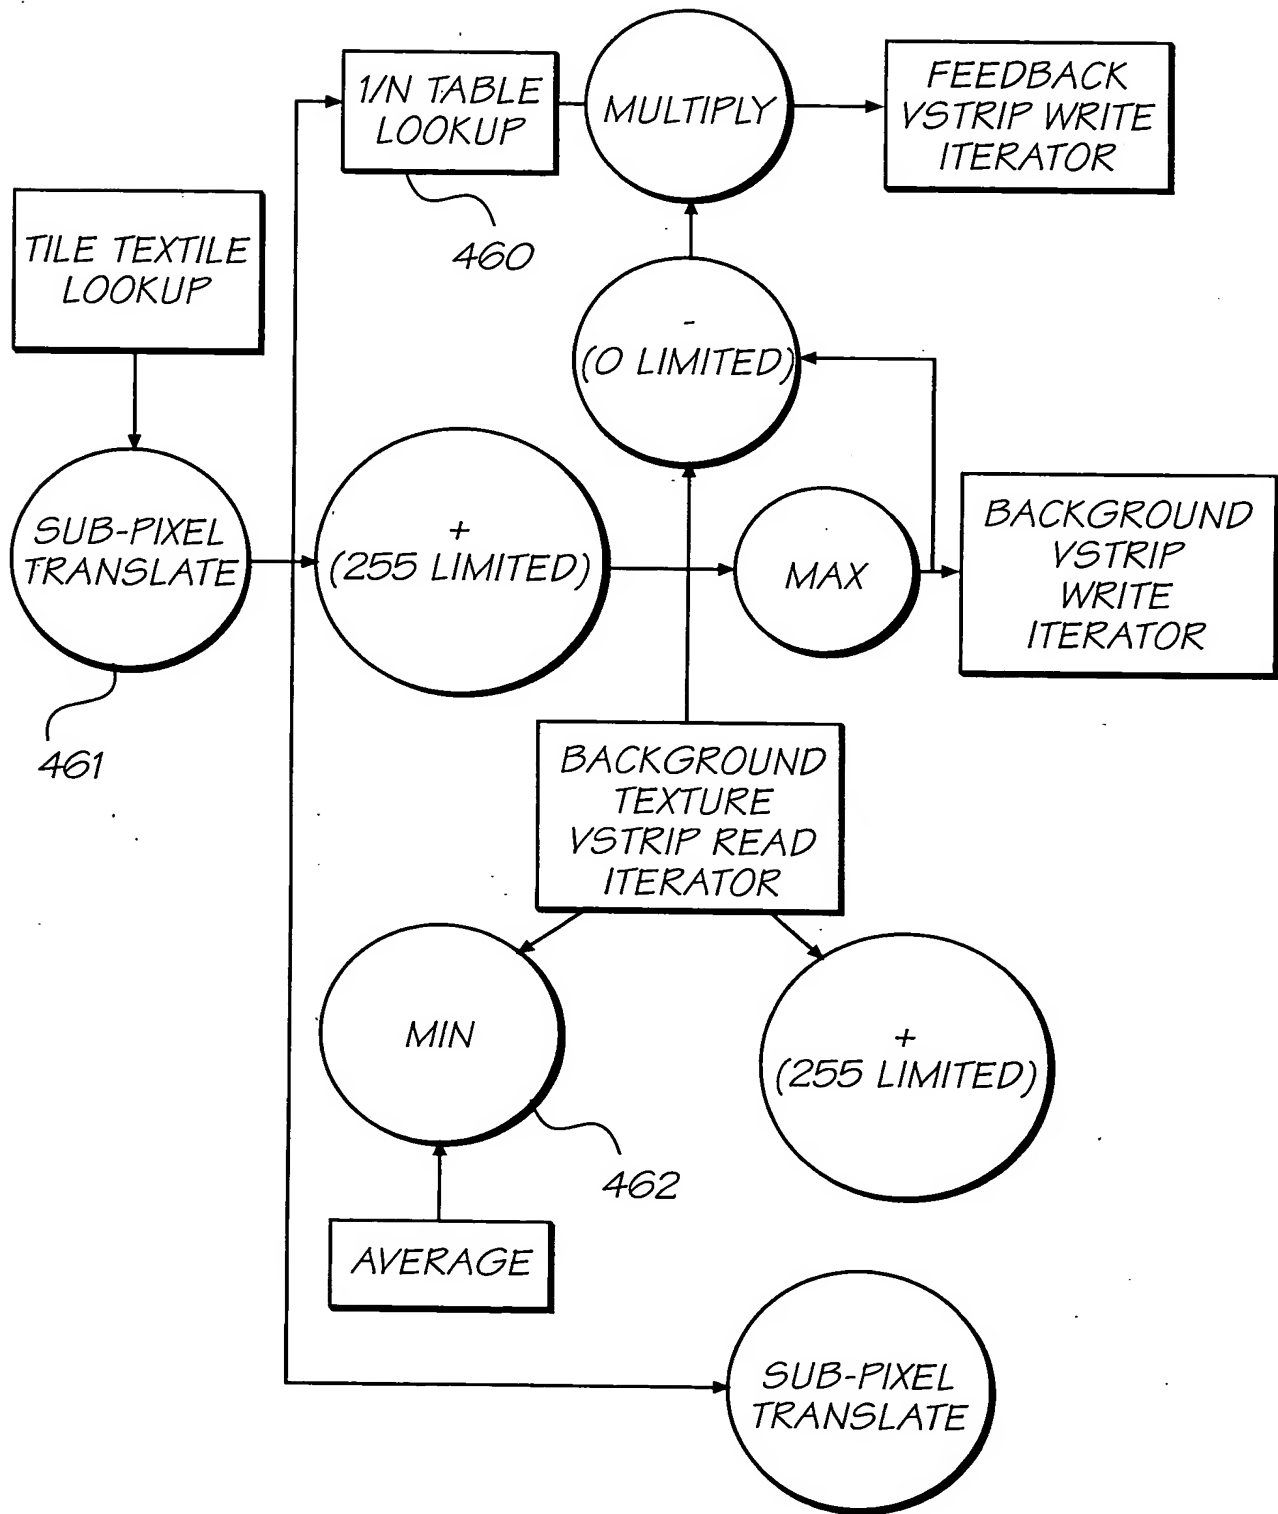 1/N TABLE
LOOKUP
MULTIPLY
FEEDBACK
VSTRIP WRITE
ITERATOR
460
TILE TEXTILE
LOOKUP
-
(0 LIMITED)
SUB-PIXEL
TRANSLATE
461
+
(255 LIMITED)
MAX
BACKGROUND
VSTRIP
WRITE
ITERATOR
BACKGROUND
TEXTURE
VSTRIP READ
ITERATOR
MIN
462
+
(255 LIMITED)
AVERAGE
SUB-PIXEL
TRANSLATE